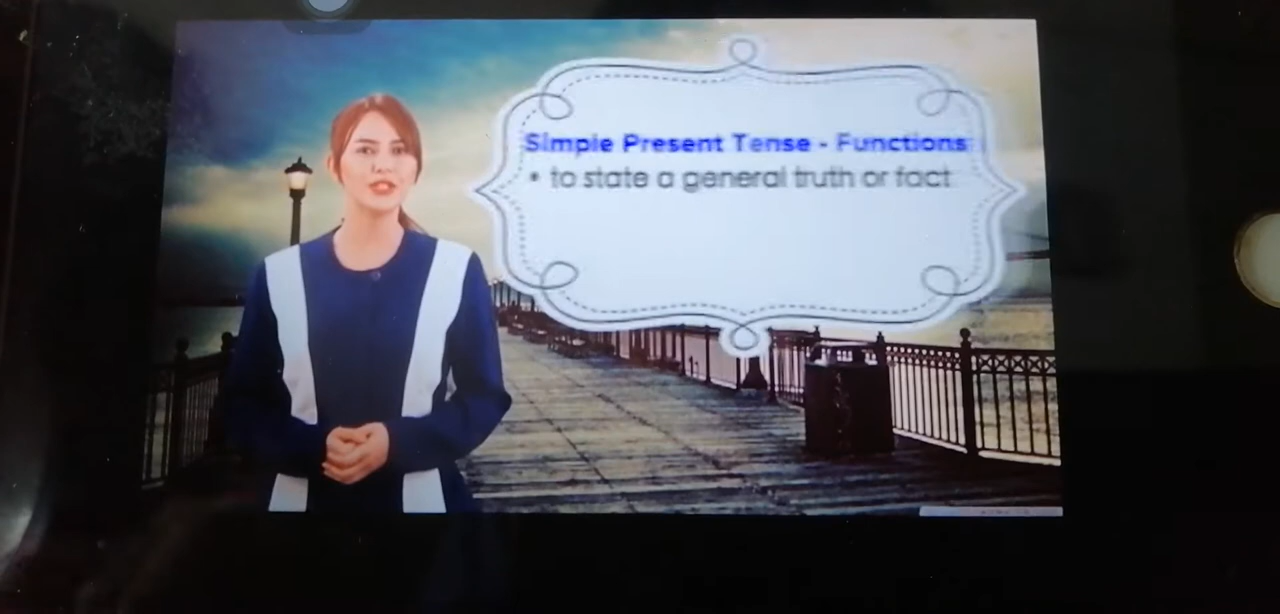 Simple Present Tense - Functions
• to state a general truth or fact